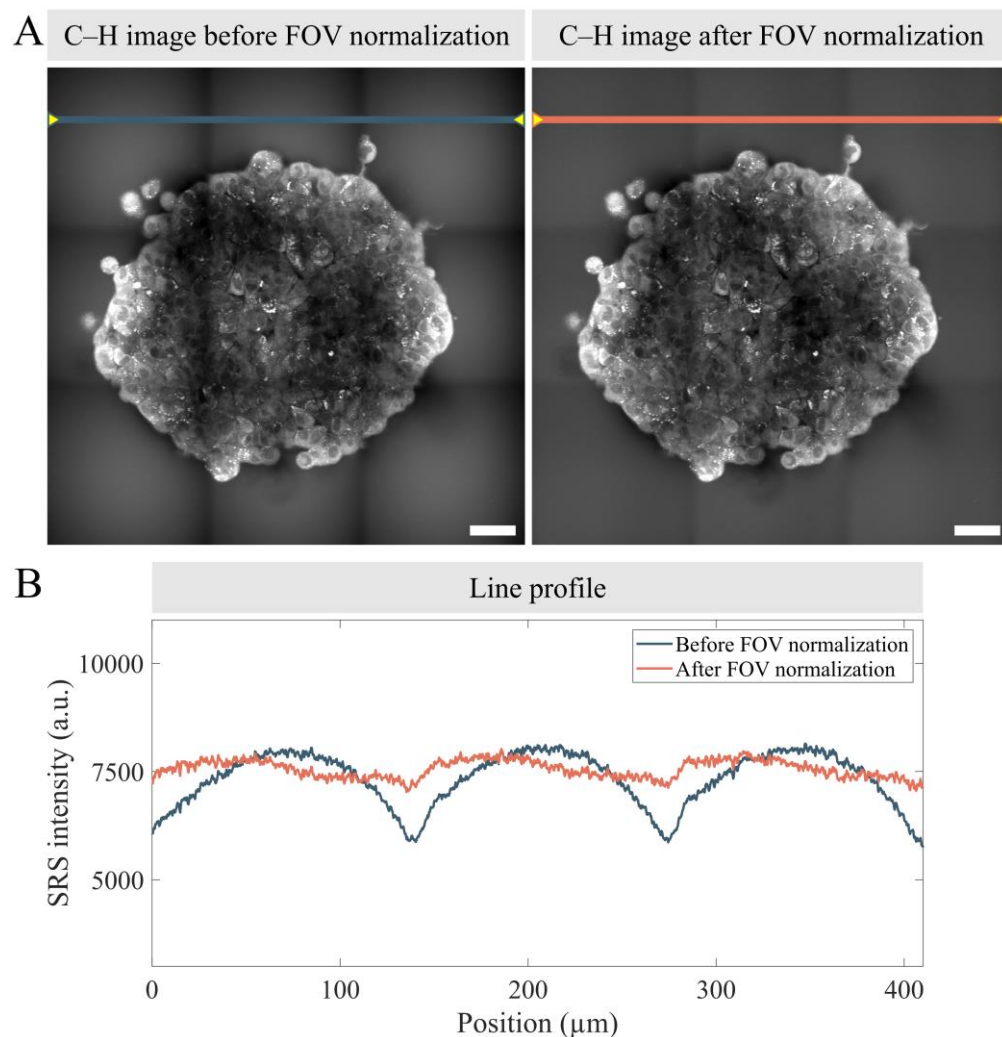 A
C–H image before FOV normalization
C–H image after FOV normalization
B
Line profile
Before FOV normalization
After FOV normalization
10000
7500
5000
SRS intensity (a.u.)
0
100
200
300
400
Position (µm)